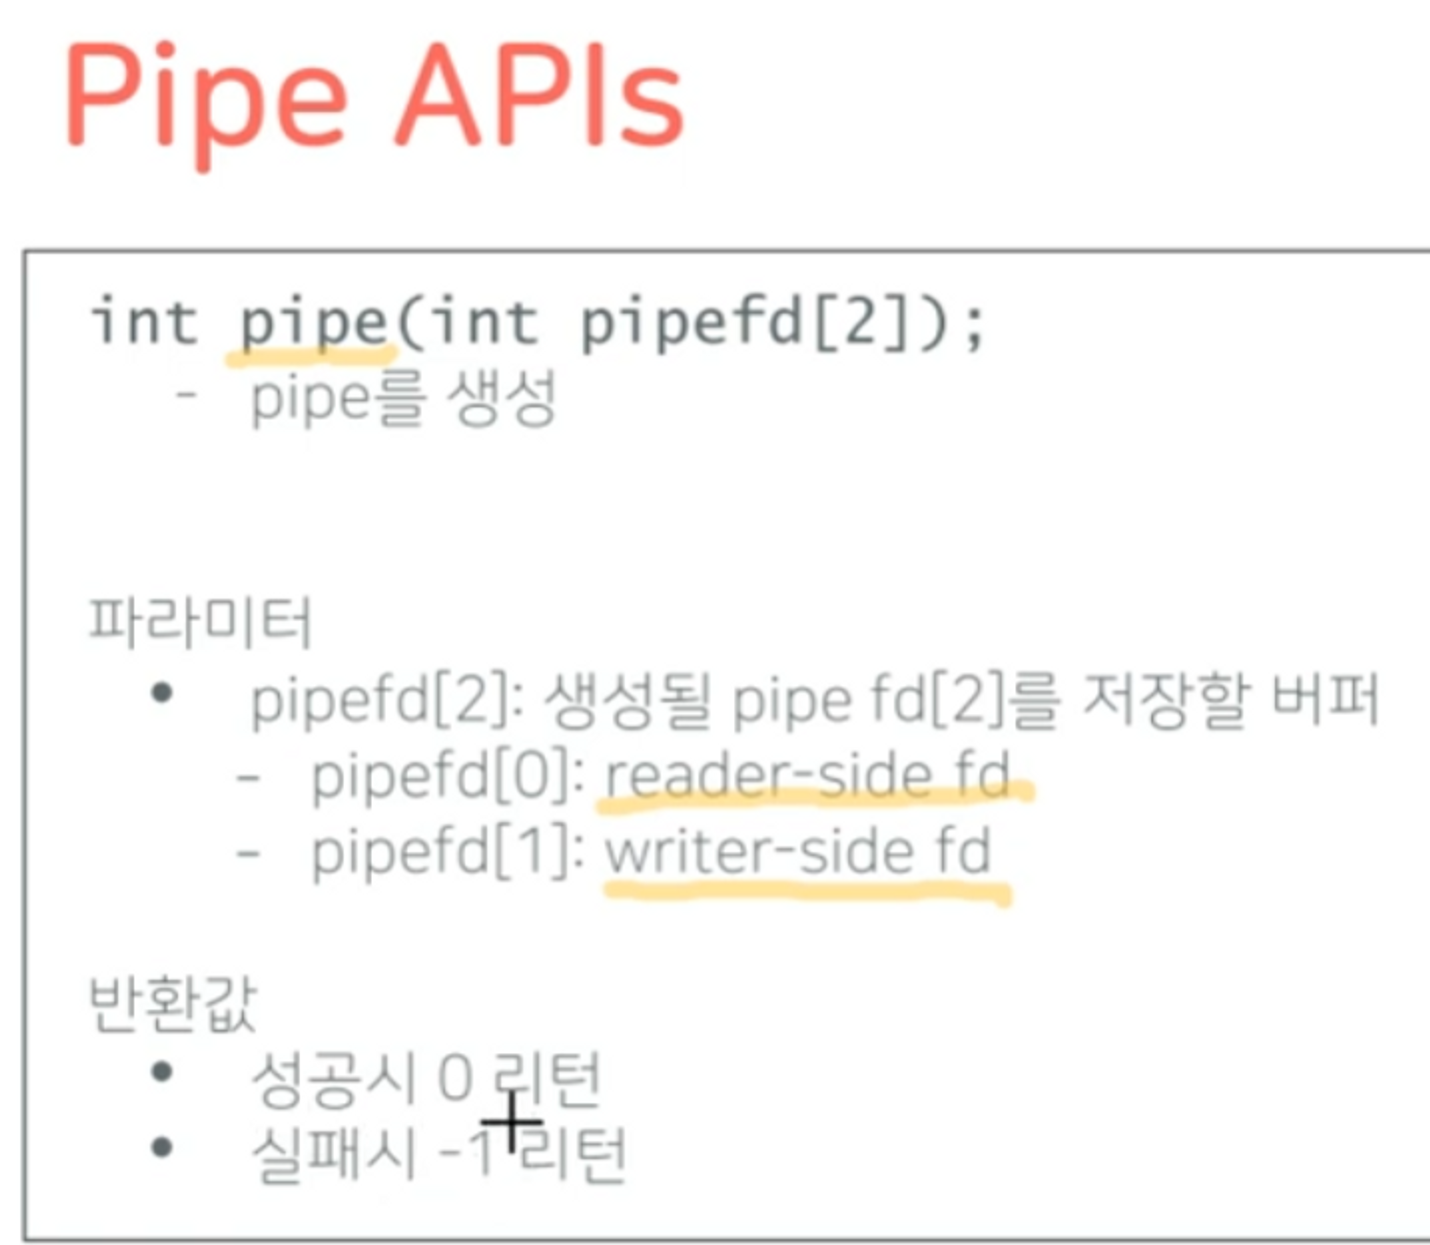 Pipe APIs
int pipe(int pipefd[2]);
- pipe를 생성
파라미터
● pipefd[2]: 생성될 pipe fd[2]를 저장할 버퍼
- pipefd[0]: reader-side fd
- pipefd[1]: writer-side fd
반환값
● 성공시 0 리턴
● 실패시 -1 리턴